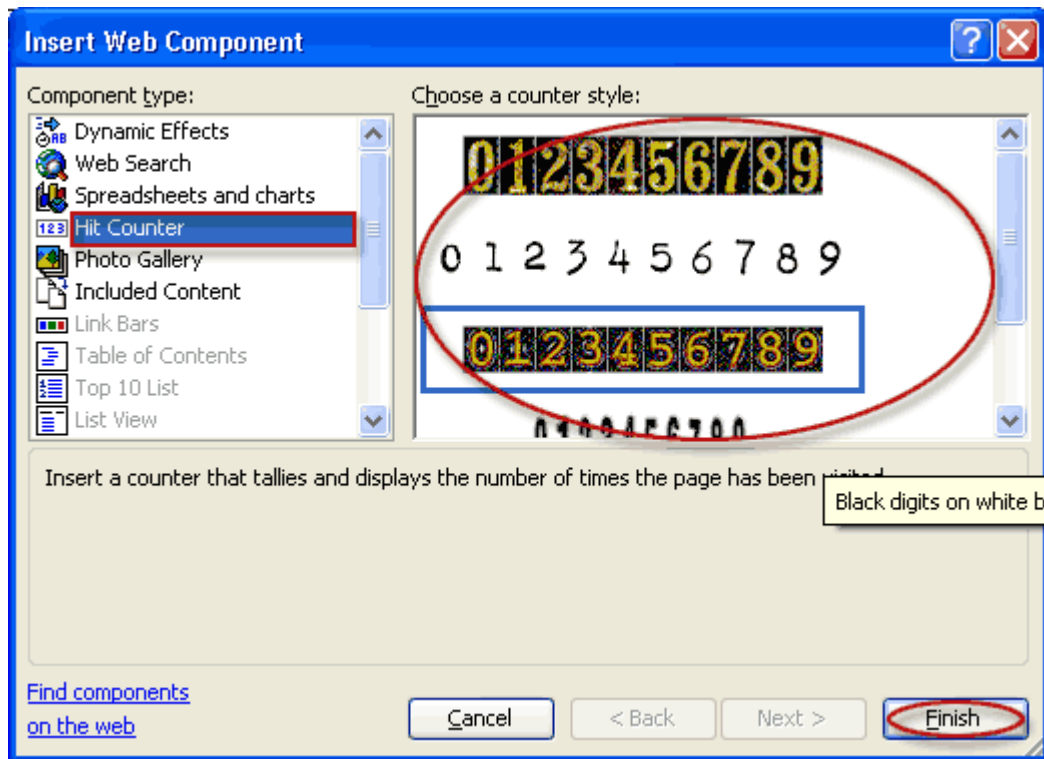 Insert Web Component
Component type:
Choose a counter style:
Dynamic Effects
Web Search
Spreadsheets and charts
123 Hit Counter
Photo Gallery
Included Content
Link Bars
Table of Contents
Top 10 List
List View
0123456789
0 1 2 3 4 5 6 7 8 9
0123456789
Insert a counter that tallies and displays the number of times the page has been
Black digits on white b
Find components
on the web
Cancel
< Back
Next >
Finish